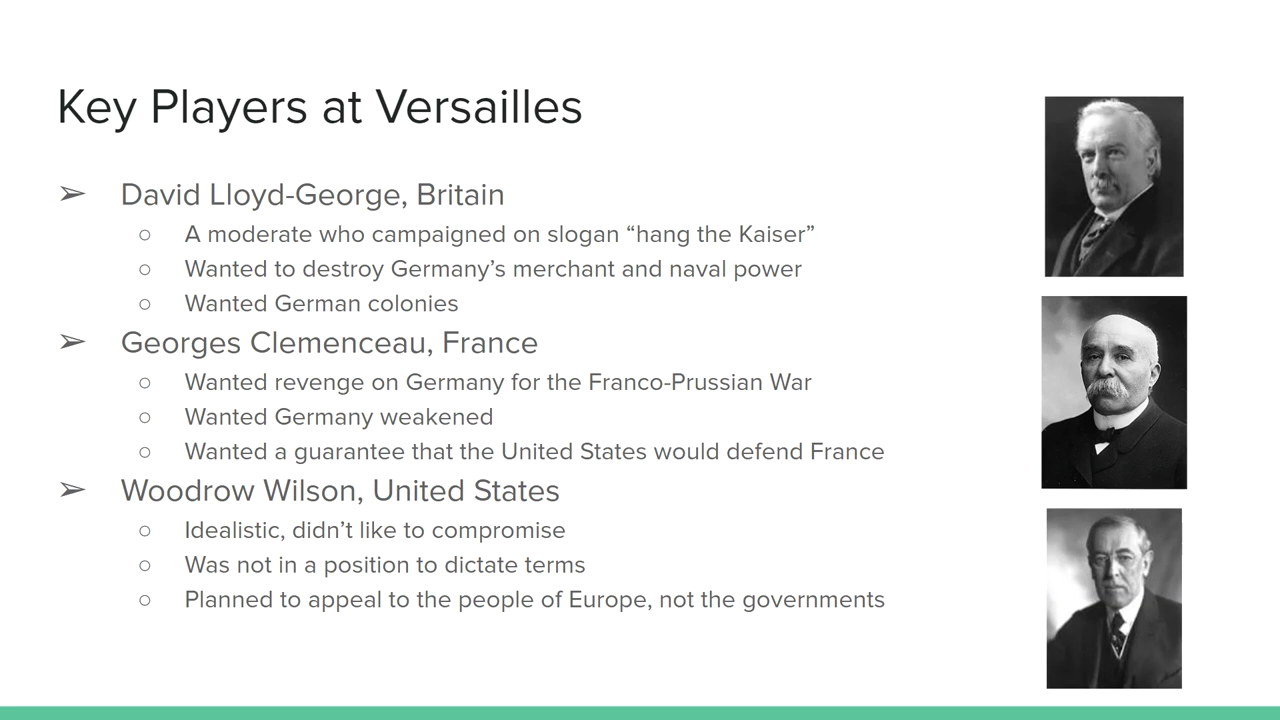 Key Players at Versailles
➢ David Lloyd-George, Britain
○ A moderate who campaigned on slogan “hang the Kaiser”
○ Wanted to destroy Germany’s merchant and naval power
○ Wanted German colonies
➢ Georges Clemenceau, France
○ Wanted revenge on Germany for the Franco-Prussian War
○ Wanted Germany weakened
○ Wanted a guarantee that the United States would defend France
➢ Woodrow Wilson, United States
○ Idealistic, didn’t like to compromise
○ Was not in a position to dictate terms
○ Planned to appeal to the people of Europe, not the governments